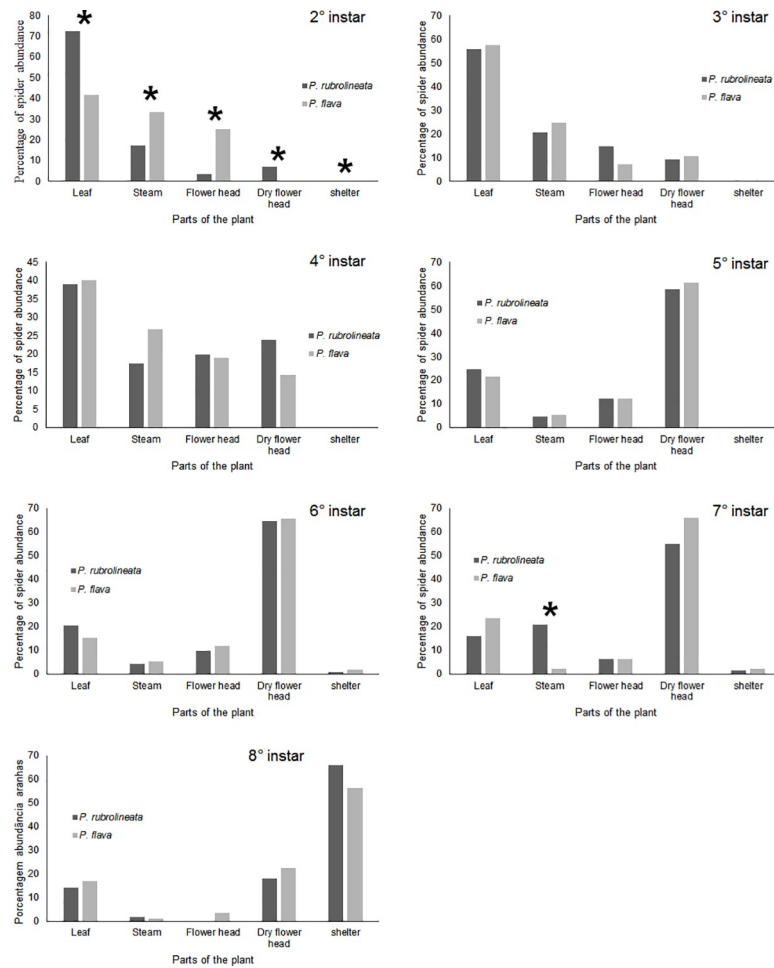 2° instar
Percentage of spider abundance
80
70
60
50
40
30
20
10
0
*
*
*
*
*
P. rubrolineata
P. flava
Leaf
Steam
Flower head
Dry flower
head
shelter
Parts of the plant
3° instar
Percentage of spider abundance
70
60
50
40
30
20
10
0
P. rubrolineata
P. flava
Leaf
Steam
Flower head
Dry flower
head
shelter
Parts of the plant
4° instar
Percentage of spider abundance
45
40
35
30
25
20
15
10
5
0
P. rubrolineata
P. flava
Leaf
Steam
Flower head
Dry flower
head
shelter
Parts of the plant
5° instar
Percentage of spider abundance
70
60
50
40
30
20
10
0
P. rubrolineata
P. flava
Leaf
Steam
Flower head
Dry flower
head
shelter
Parts of the plant
6° instar
Percentage of spider abundance
70
60
50
40
30
20
10
0
P. rubrolineata
P. flava
Leaf
Steam
Flower head
Dry flower
head
shelter
Parts of the plant
7° instar
Percentage of spider abundance
70
60
50
40
30
20
10
0
P. rubrolineata
P. flava
*
Leaf
Steam
Flower head
Dry flower
head
shelter
Parts of the plant
8° instar
Porcentagem abundância aranhas
70
60
50
40
30
20
10
0
P. rubrolineata
P. flava
Leaf
Steam
Flower head
Dry flower
head
shelter
Parts of the plant